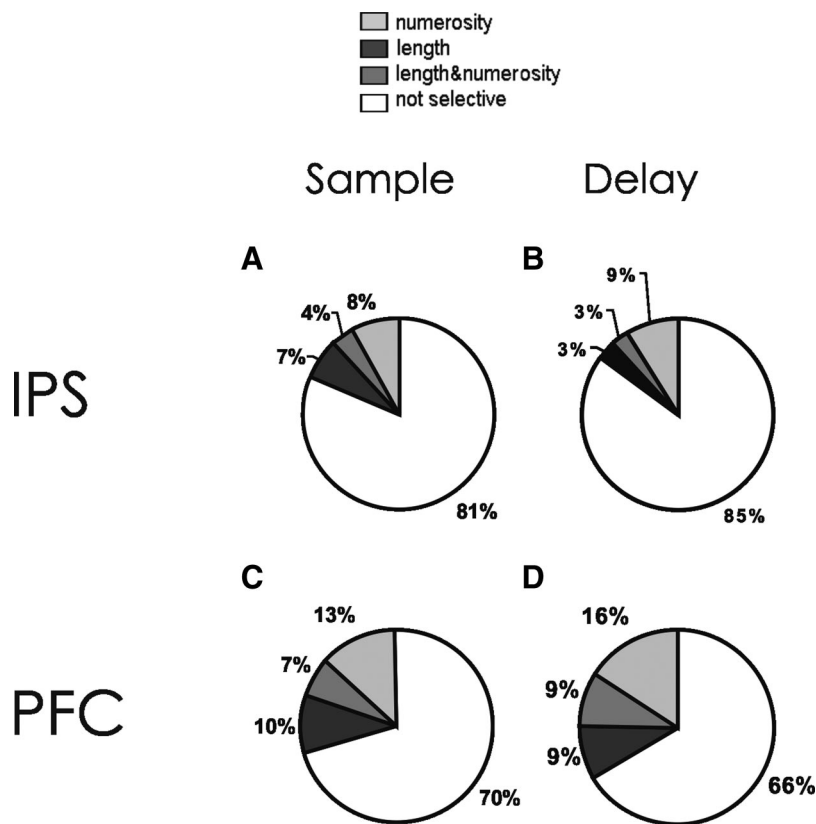 numerosity
length
length&numerosity
not selective
Sample Delay
A B
8% 9%
4% 3%
7% 3%
IPS
81% 85%
C D
13% 16%
7% 9%
10% 9%
PFC
70% 66%